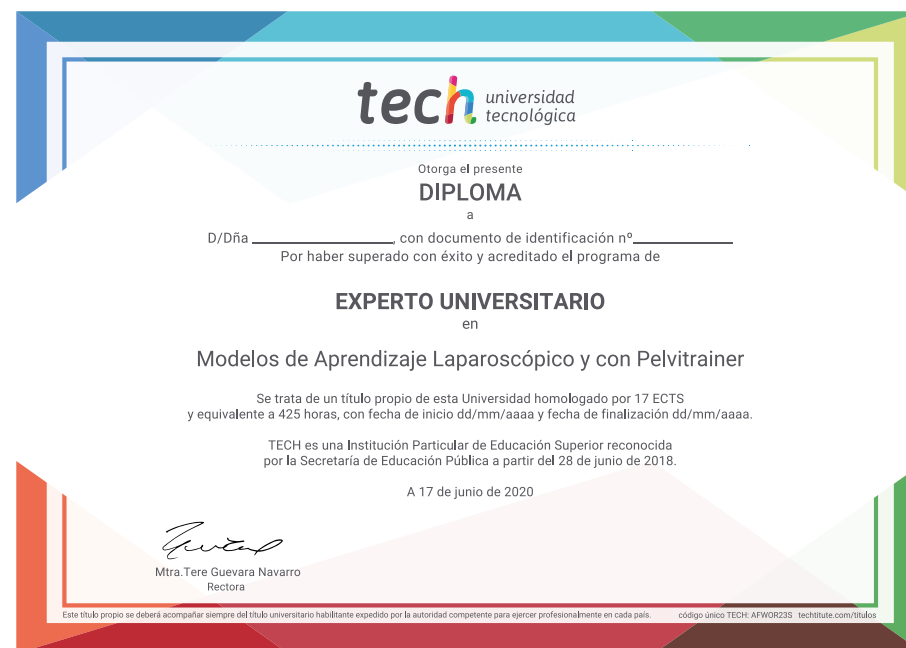 tech universidad
tecnológica
Otorga el presente
DIPLOMA
a
D/Dña ____________________, con documento de identificación nº______________
Por haber superado con éxito y acreditado el programa de
EXPERTO UNIVERSITARIO
en
Modelos de Aprendizaje Laparoscópico y con Pelvitrainer
Se trata de un título propio de esta Universidad homologado por 17 ECTS
y equivalente a 425 horas, con fecha de inicio dd/mm/aaaa y fecha de finalización dd/mm/aaaa.
TECH es una Institución Particular de Educación Superior reconocida
por la Secretaría de Educación Pública a partir del 28 de junio de 2018.
A 17 de junio de 2020
Mtra.Tere Guevara Navarro
Rectora
Este título propio se deberá acompañar siempre del título universitario habilitante expedido por la autoridad competente para ejercer profesionalmente en cada país. código único TECH: AFWOR23S techtitute.com/titulos